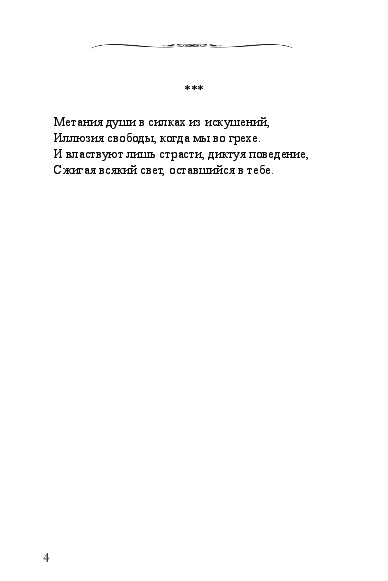 ***
Метания души в силках из искушений,
Иллюзия свободы, когда мы во грехе.
И властвуют лишь страсти, диктуя поведение,
Сжигая всякий свет, оставшийся в тебе.
4